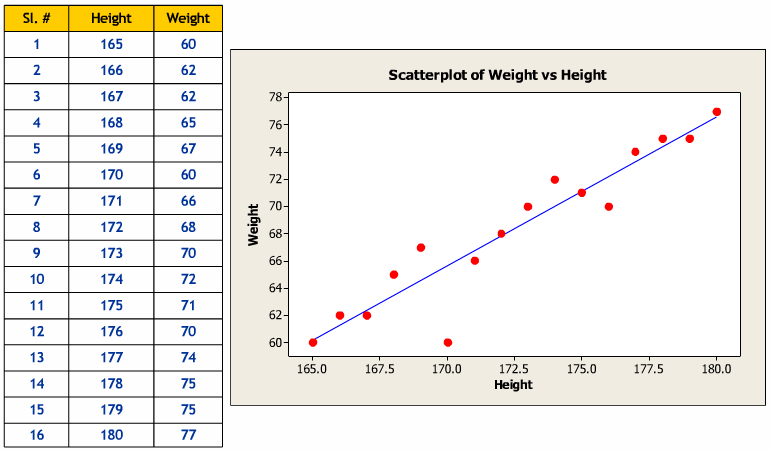 Sl. # Height Weight
1 165 60
2 166 62
3 167 62
4 168 65
5 169 67
6 170 60
7 171 66
8 172 68
9 173 70
10 174 72
11 175 71
12 176 70
13 177 74
14 178 75
15 179 75
16 180 77
Scatterplot of Weight vs Height
78
76
74
72
70
68
66
64
62
60
Weight
165.0 167.5 170.0 172.5 175.0 177.5 180.0
Height